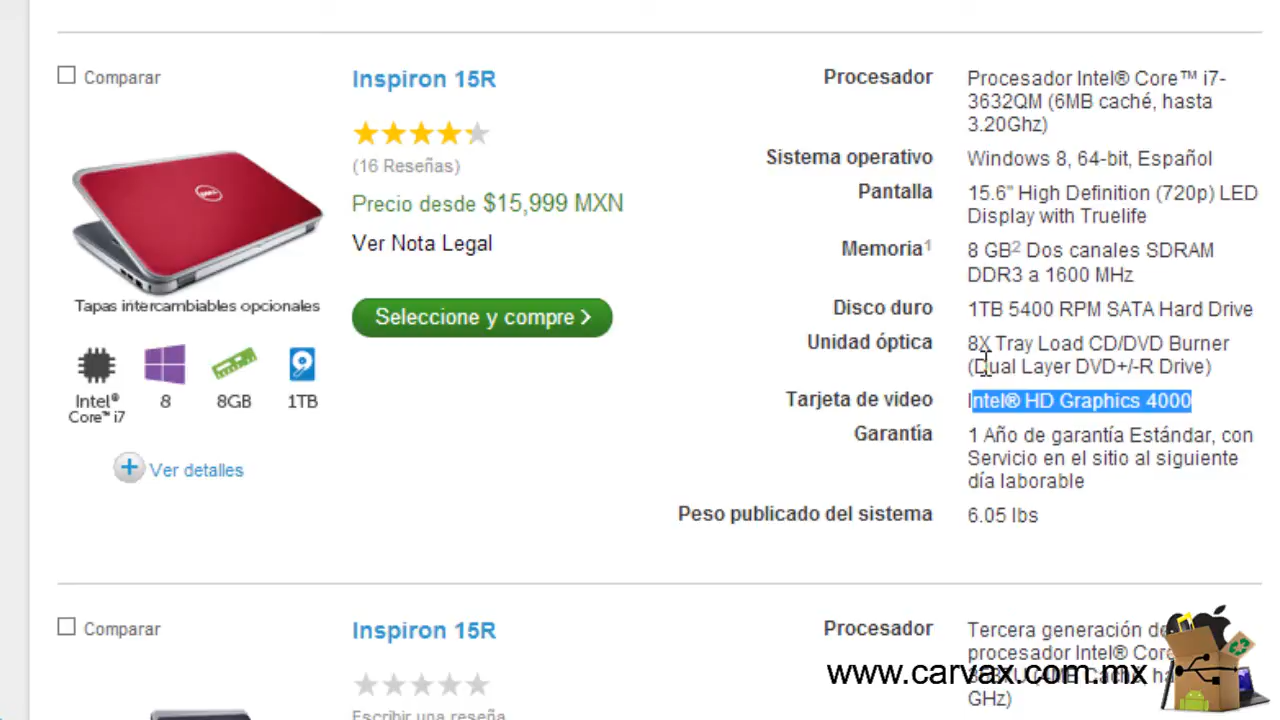 Comparar
Inspiron 15R
(16 Reseñas)
Precio desde $15,999 MXN
Ver Nota Legal
Seleccione y compre >
DELL
Tapas intercambiables opcionales
Intel® Core™ i7
8
8GB
1TB
+ Ver detalles
Procesador
Procesador Intel® Core™ i7-
3632QM (6MB caché, hasta
3.20Ghz)
Sistema operativo
Windows 8, 64-bit, Español
Pantalla
15.6" High Definition (720p) LED
Display with Truelife
Memoria1
8 GB2 Dos canales SDRAM
DDR3 a 1600 MHz
Disco duro
1TB 5400 RPM SATA Hard Drive
Unidad óptica
8X Tray Load CD/DVD Burner
(Dual Layer DVD+/-R Drive)
Tarjeta de video
Intel® HD Graphics 4000
Garantía
1 Año de garantía Estándar, con
Servicio en el sitio al siguiente
día laborable
Peso publicado del sistema
6.05 lbs
Comparar
Inspiron 15R
Escribir una reseña
Procesador
Tercera generación de
procesador Intel® Core
GHz)
www.carvax.com.mx